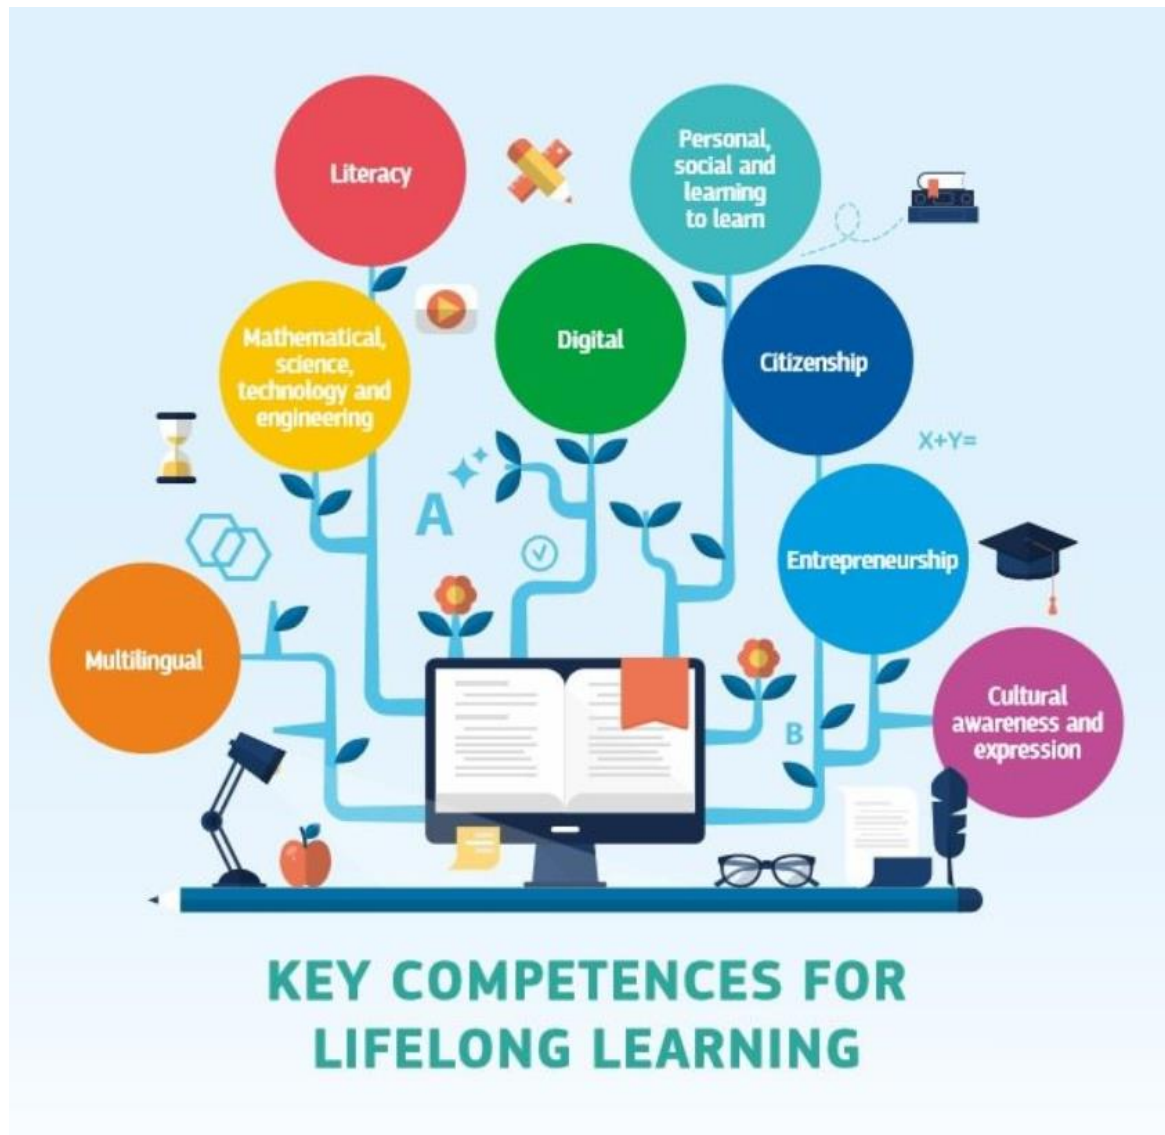 Literacy
Personal,
social and
learning
to learn
Mathematical,
science,
technology and
engineering
Digital
Citizenship
X+Y=
A
Entrepreneurship
Multilingual
Cultural
awareness and
expression
B
KEY COMPETENCES FOR
LIFELONG LEARNING